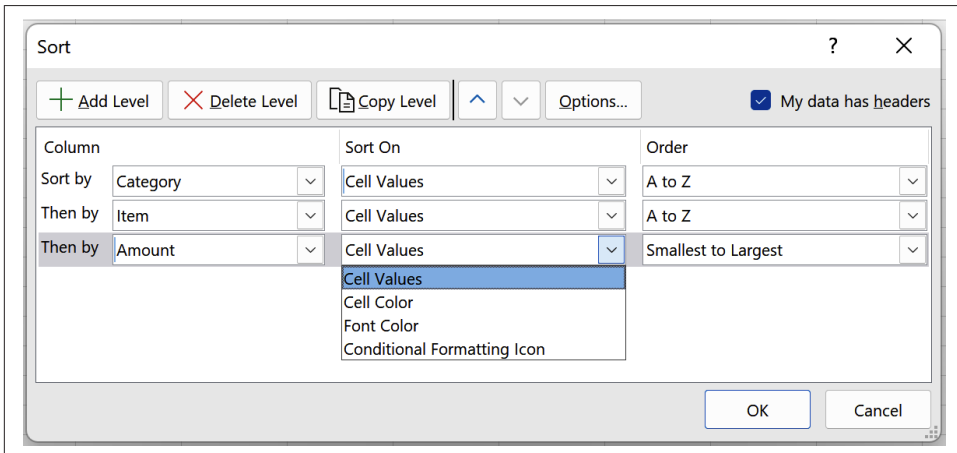 Sort ?
Add Level Delete Level Copy Level Options... My data has headers
Column Sort On Order
Sort by Category Cell Values A to Z
Then by Item Cell Values A to Z
Then by Amount Cell Values Smallest to Largest
Cell Values
Cell Color
Font Color
Conditional Formatting Icon
OK Cancel